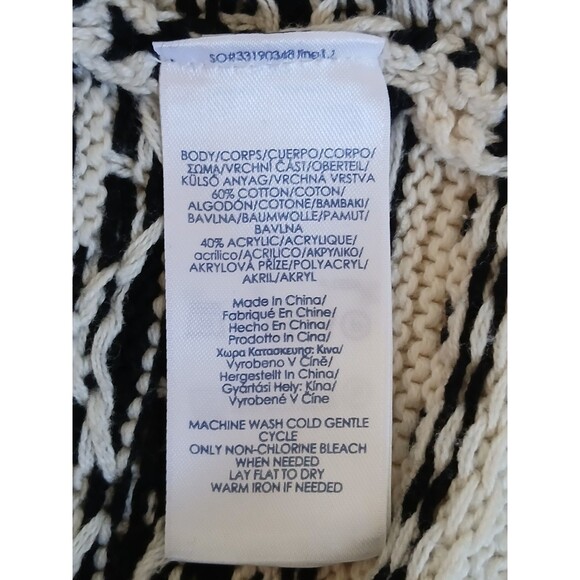 SO#33190348 line1.2
BODY/CORPS/CUERPO/CORPO/
ΣΩΜΑ/VRCHNÍ ČÁST/OBERTEIL/
KÜLSŐ ANYAG/VRCHNA VRSTVA
60% COTTON/COTON/
ALGODÓN/COTONE/ΒΑΜΒΑΚΙ/
BAVLNA/BAUMWOLLE/PAMUT/
BAVLNA
40% ACRYLIC/ACRYLIQUE/
acrílico/ACRILICO/ΑΚΡΥΛΙΚΟ/
AKRYLOVÁ PŘÍZE/POLYACRYL/
AKRIL/AKRYL
Made In China/
Fabriqué En Chine/
Hecho En China/
Prodotto In Cina/
Χωρα Κατασκευησ: Κινα/
Vyrobeno V Číně/
Hergestellt In China/
Gyártási Hely: Kína/
Vyrobené V Číne
MACHINE WASH COLD GENTLE
CYCLE
ONLY NON-CHLORINE BLEACH
WHEN NEEDED
LAY FLAT TO DRY
WARM IRON IF NEEDED